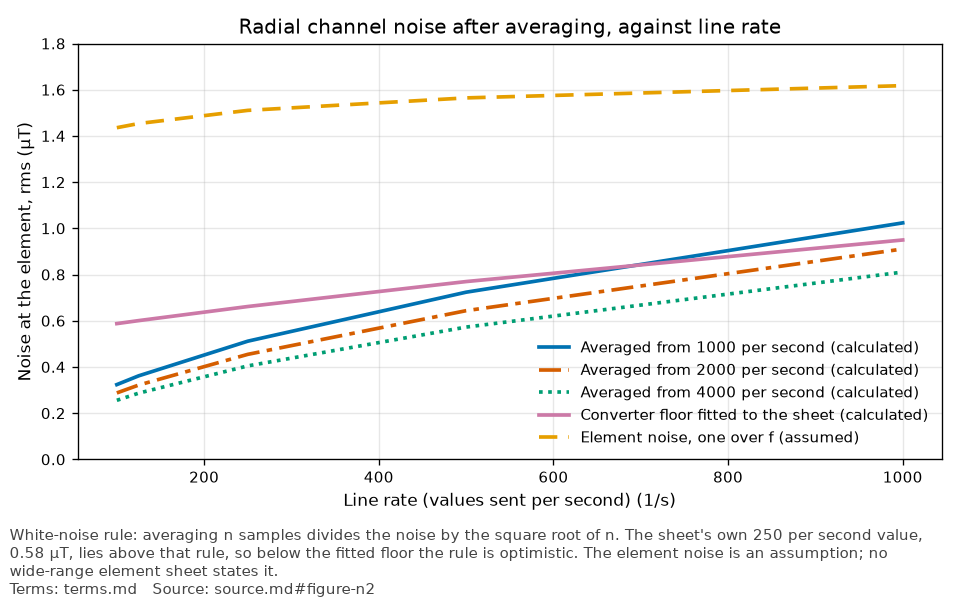 Radial channel noise after averaging, against line rate
1.8
1.6
1.4
1.2
1.0
0.8
0.6
0.4
0.2
0.0
Noise at the element, rms (µT)
Averaged from 1000 per second (calculated)
Averaged from 2000 per second (calculated)
Averaged from 4000 per second (calculated)
Converter floor fitted to the sheet (calculated)
Element noise, one over f (assumed)
200
400
600
800
1000
Line rate (values sent per second) (1/s)
White-noise rule: averaging n samples divides the noise by the square root of n. The sheet's own 250 per second value,
0.58 µT, lies above that rule, so below the fitted floor the rule is optimistic. The element noise is an assumption; no
wide-range element sheet states it.
Terms: terms.md   Source: source.md#figure-n2